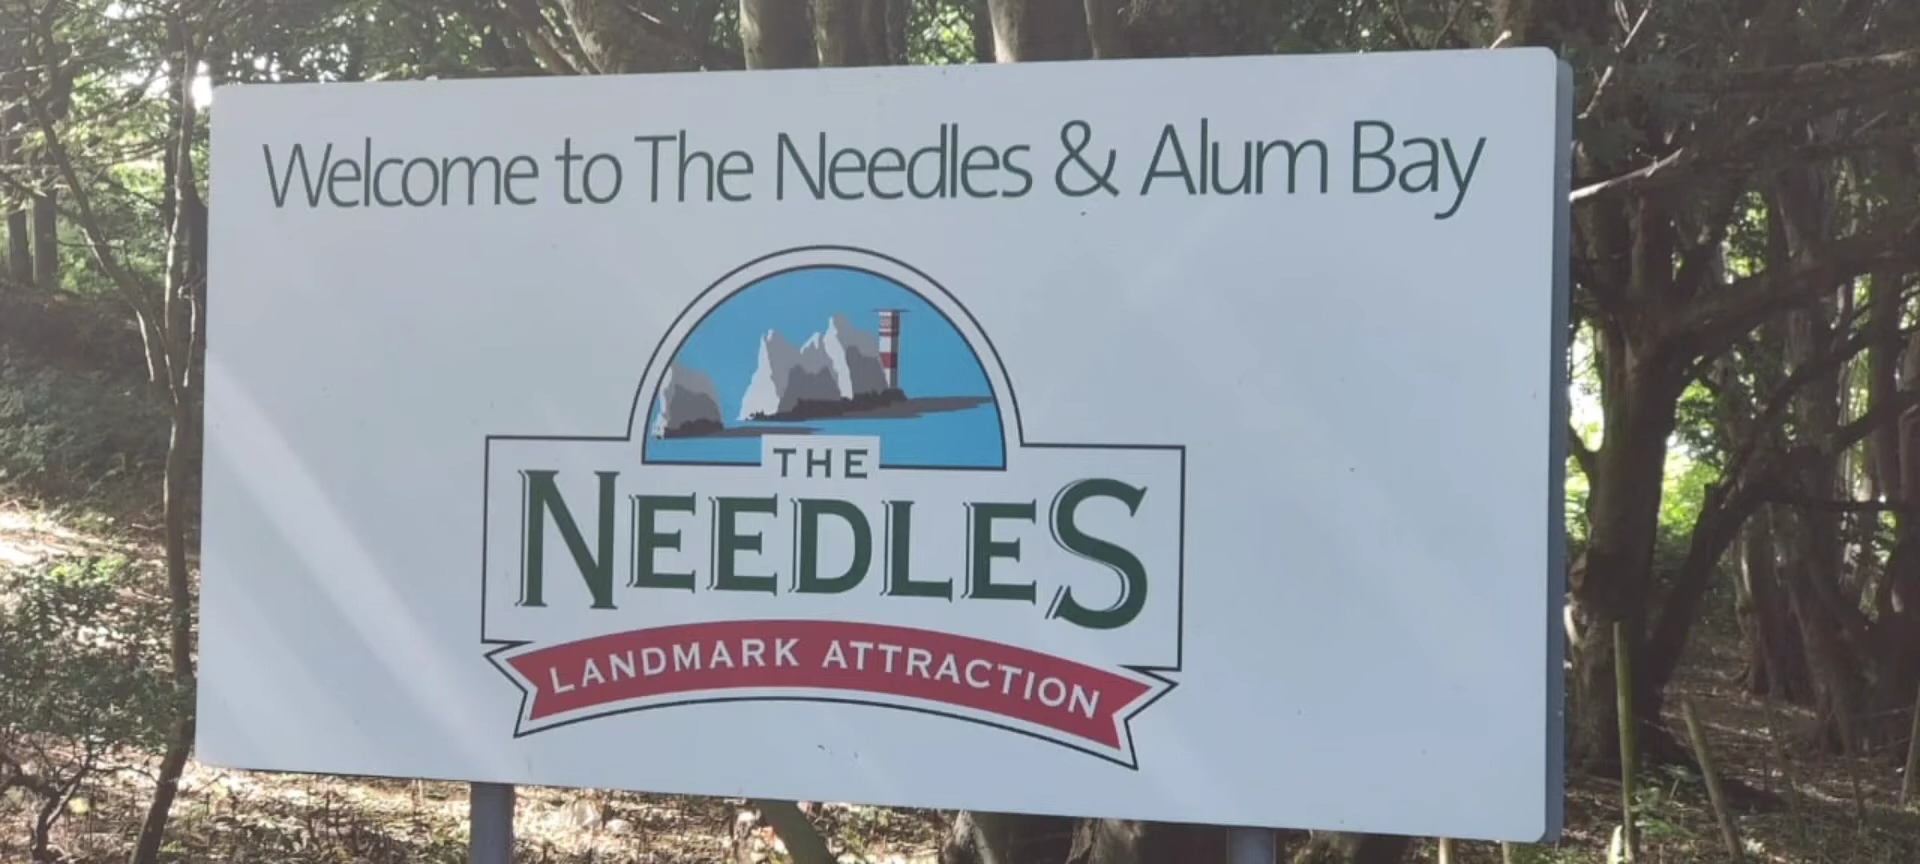 Welcome to The Needles & Alum Bay
THE
NEEDLES
LANDMARK ATTRACTION